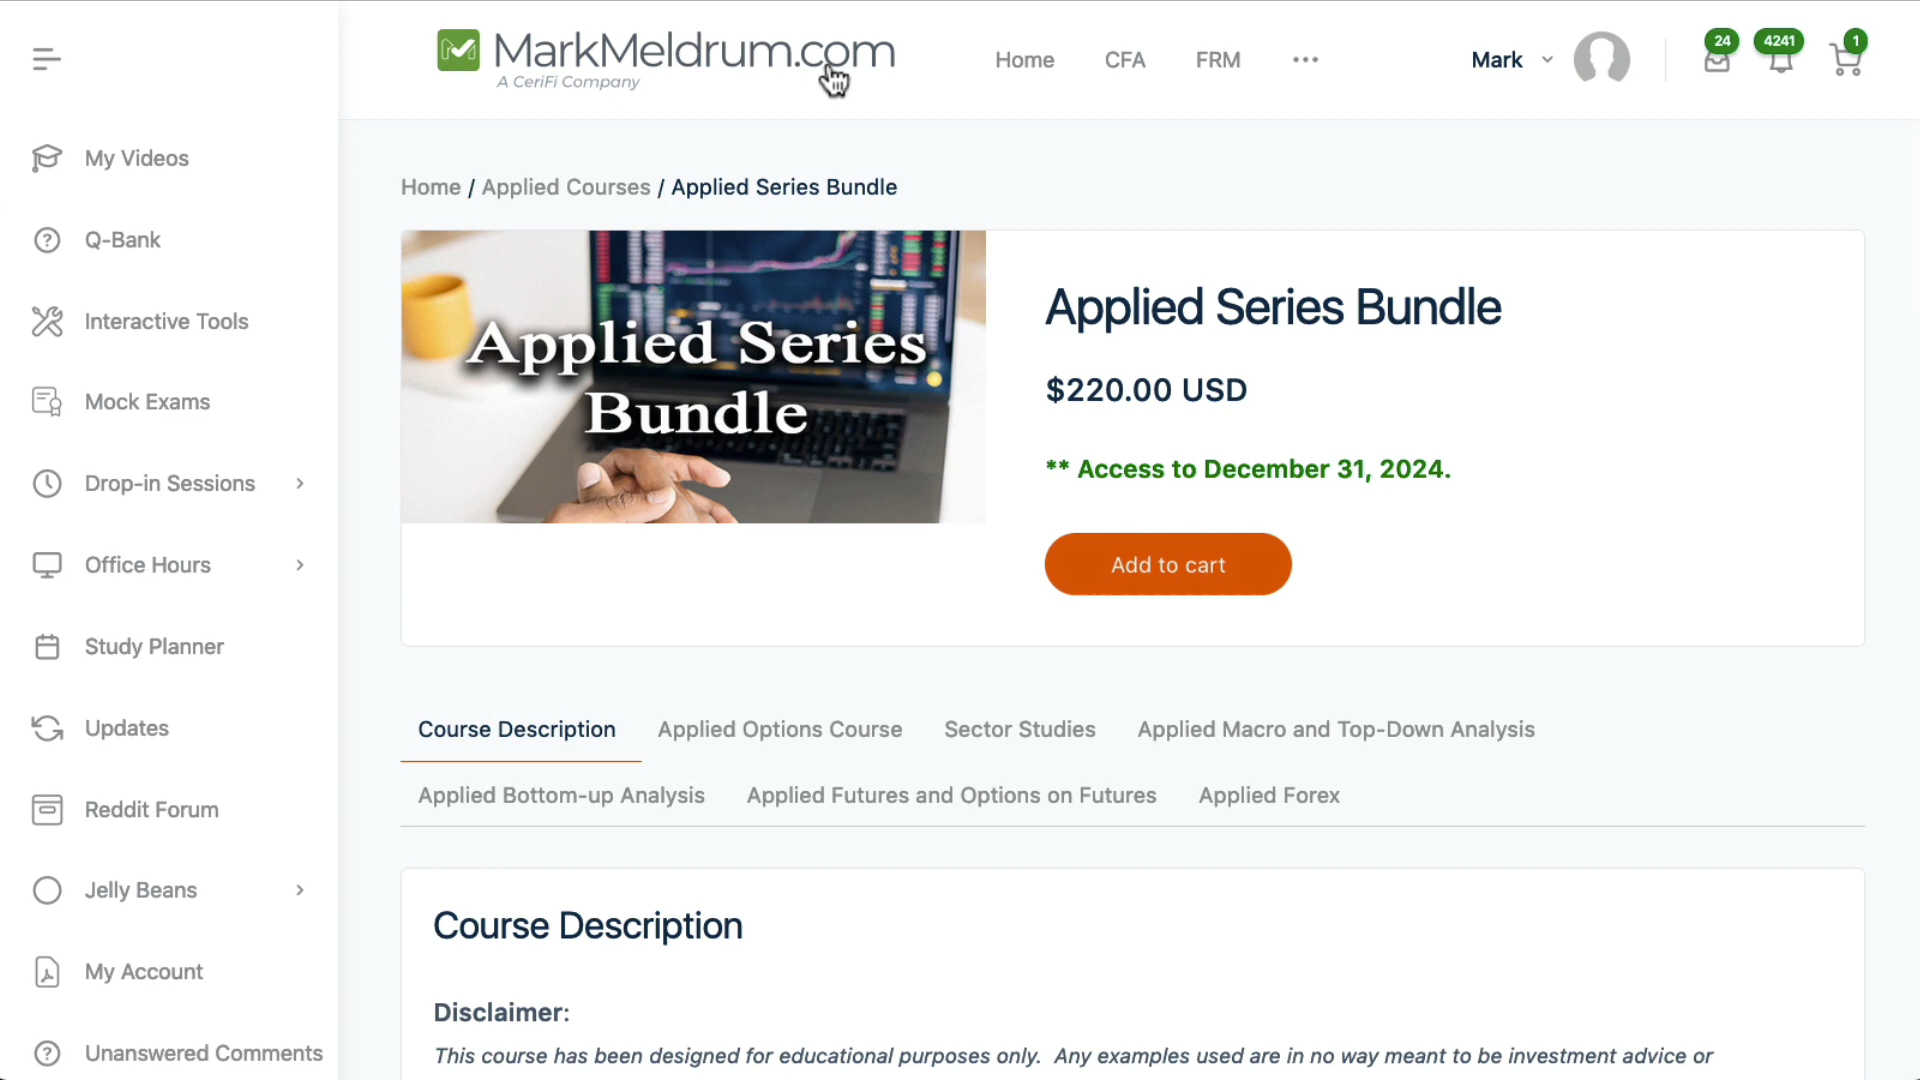 MarkMeldrum.com
A CeriFi Company
Home
CFA
FRM
Mark
24
4241
1
My Videos
Q-Bank
Interactive Tools
Mock Exams
Drop-in Sessions
Office Hours
Study Planner
Updates
Reddit Forum
Jelly Beans
My Account
Unanswered Comments
Home / Applied Courses / Applied Series Bundle
Applied Series
Bundle
Applied Series Bundle
$220.00 USD
** Access to December 31, 2024.
Add to cart
Course Description
Applied Options Course
Sector Studies
Applied Macro and Top-Down Analysis
Applied Bottom-up Analysis
Applied Futures and Options on Futures
Applied Forex
Course Description
Disclaimer:
This course has been designed for educational purposes only. Any examples used are in no way meant to be investment advice or